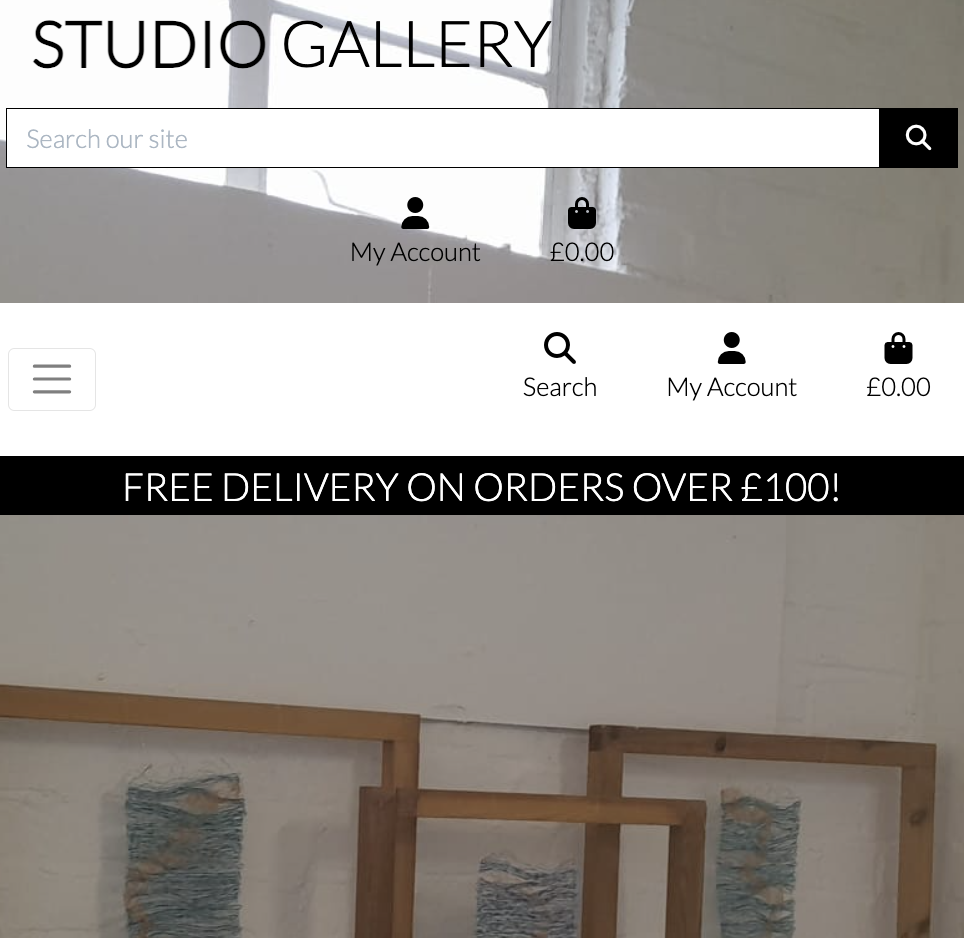 STUDIO GALLERY
Search our site
My Account £0.00
Search My Account £0.00
FREE DELIVERY ON ORDERS OVER £100!